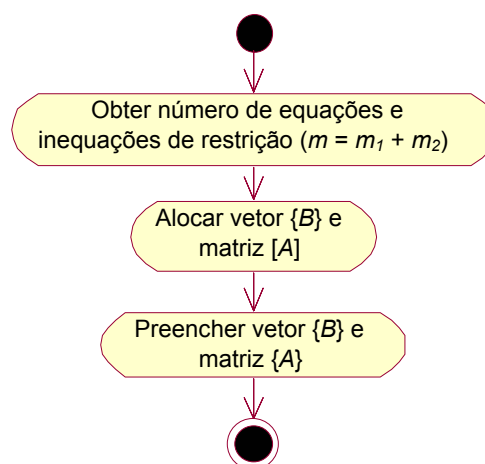 Obter número de equações e
inequações de restrição (m = m1 + m2)
Alocar vetor {B} e
matriz [A]
Preencher vetor {B} e
matriz {A}